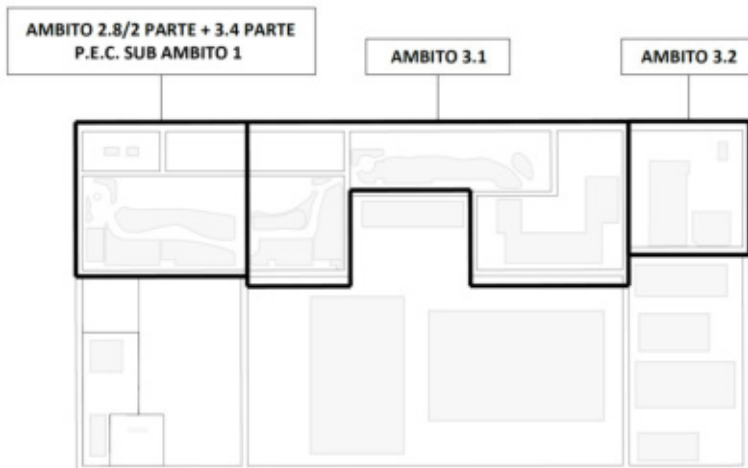 AMBITO 2.8/2 PARTE + 3.4 PARTE
P.E.C. SUB AMBITO 1
AMBITO 3.1
AMBITO 3.2